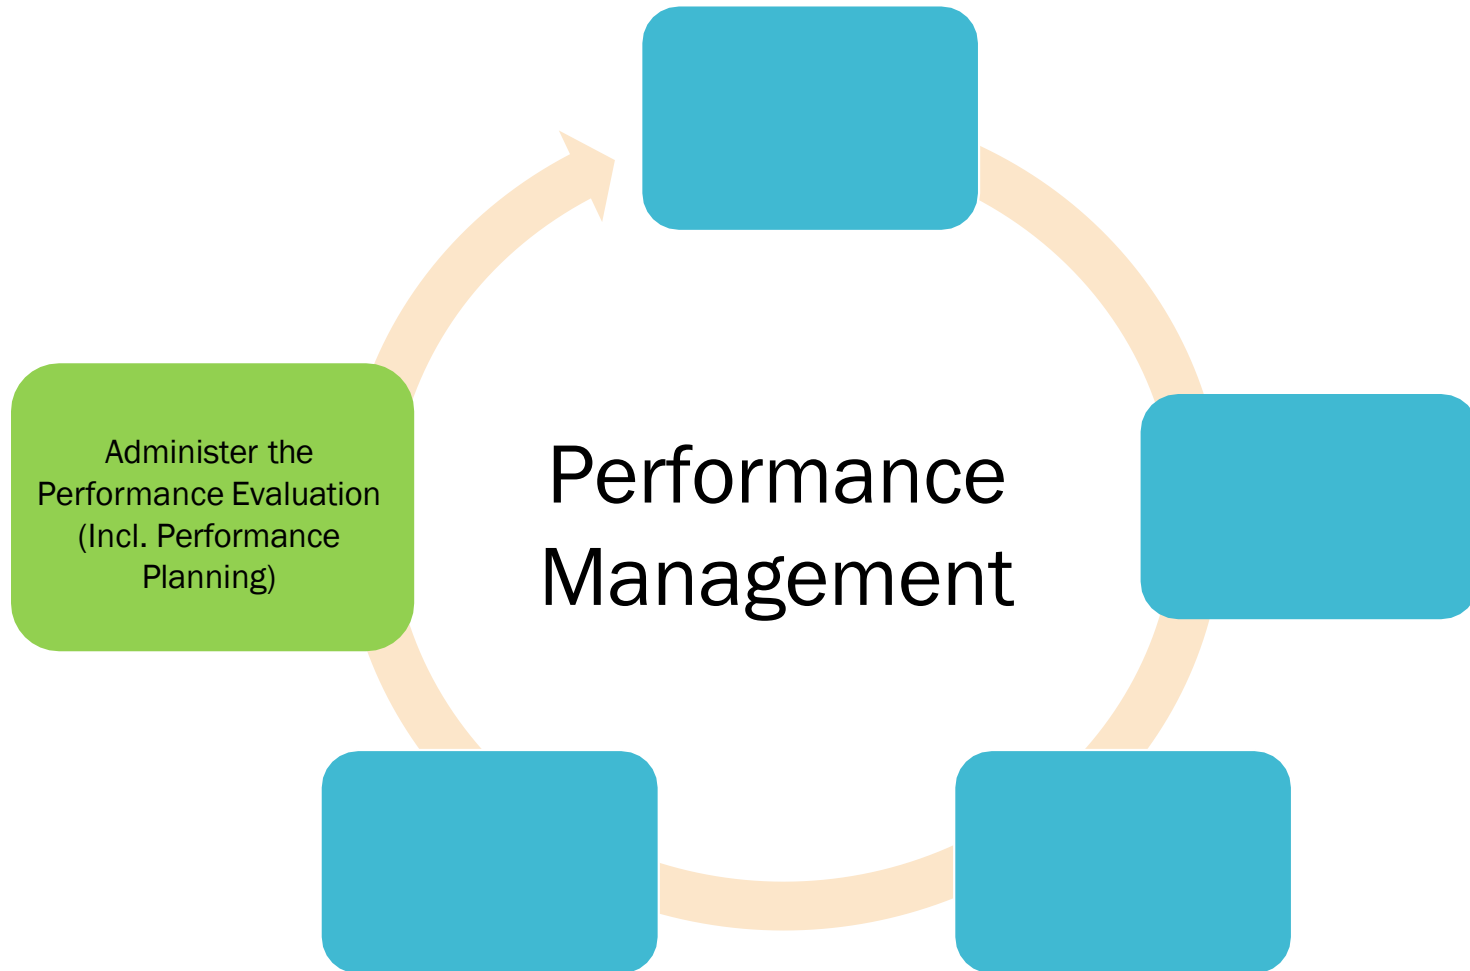 Administer the
Performance Evaluation
(Incl. Performance
Planning)
Performance
Management